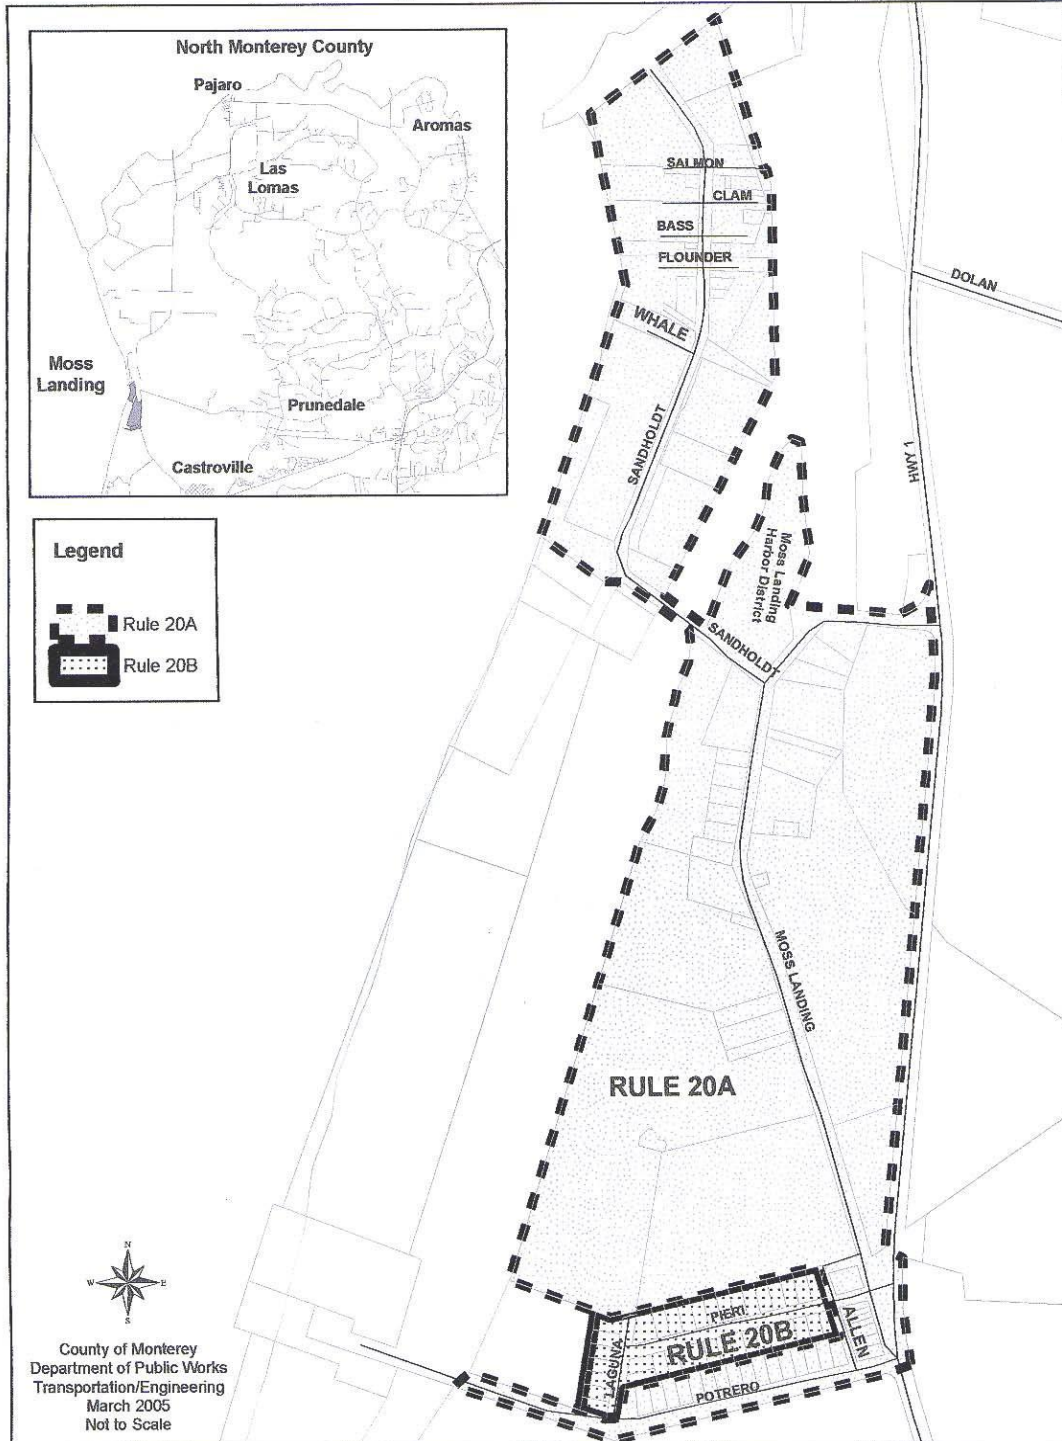 North Monterey County
Pajaro
Aromas
Las
Lomas
Moss
Landing
Prunedale
Castroville
Legend
Rule 20A
Rule 20B
SALMON
CLAM
BASS
FLOUNDER
WHALE
DOLAN
SANDHOLDT
HWY 1
Moss Landing
Harbor District
SANDHOLDT
MOSS LANDING
RULE 20A
PIERI
RULE 20B
ALLEN
LAGUNA
POTRERO
N
W
E
S
County of Monterey
Department of Public Works
Transportation/Engineering
March 2005
Not to Scale